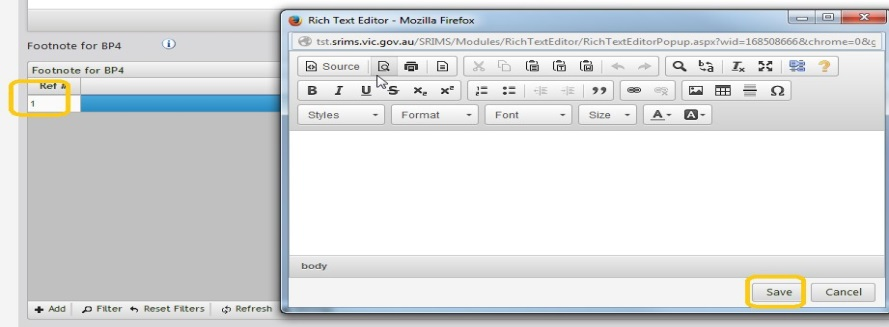 Rich Text Editor - Mozilla Firefox
tst.srims.vic.gov.au/SRIMS/Modules/RichTextEditor/RichTextEditorPopup.aspx?wid=168508666&chrome=0&g
Footnote for BP4
Footnote for BP4
Ref #
1
Source
B I U S x₂ x²
Styles Format Font Size A A
body
Save Cancel
Add Filter Reset Filters Refresh